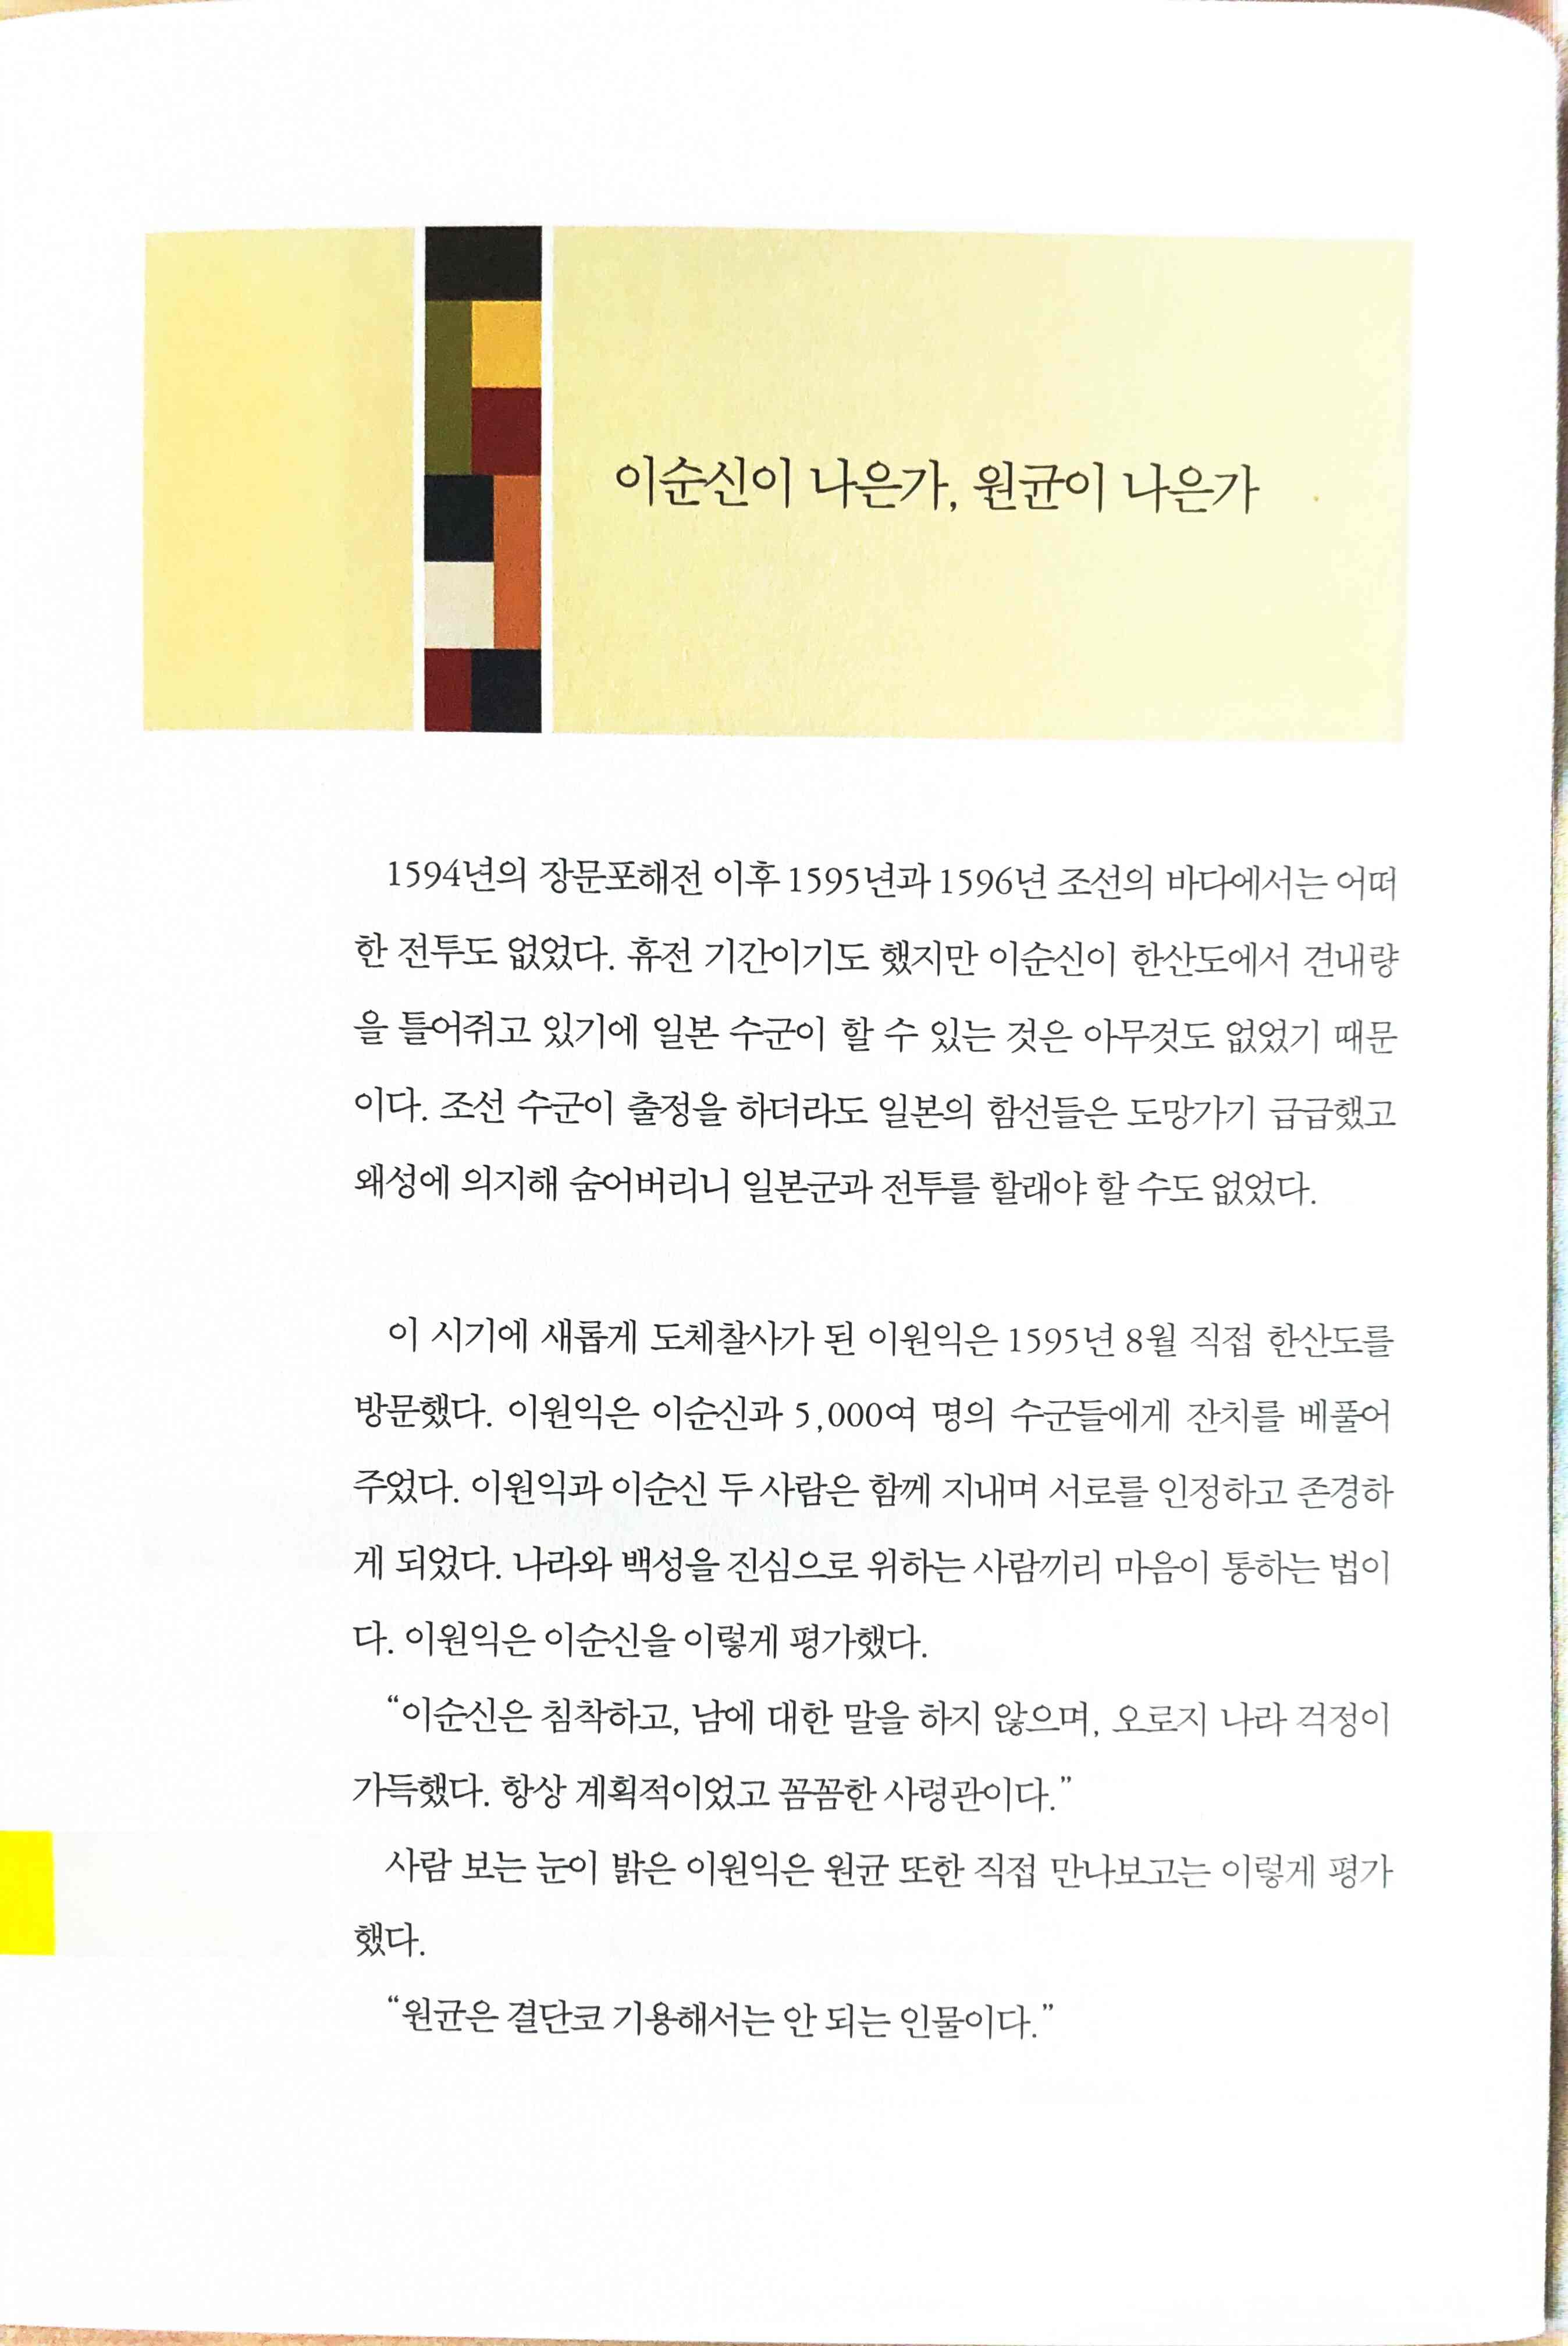 이순신이 나은가, 원균이 나은가
1594년의 장문포해전 이후 1595년과 1596년 조선의 바다에서는 어떠
한 전투도 없었다. 휴전 기간이기도 했지만 이순신이 한산도에서 견내량
을 틀어쥐고 있기에 일본 수군이 할 수 있는 것은 아무것도 없었기 때문
이다. 조선 수군이 출정을 하더라도 일본의 함선들은 도망가기 급급했고
왜성에 의지해 숨어버리니 일본군과 전투를 할래야 할 수도 없었다.
이 시기에 새롭게 도체찰사가 된 이원익은 1595년 8월 직접 한산도를
방문했다. 이원익은 이순신과 5,000여 명의 수군들에게 잔치를 베풀어
주었다. 이원익과 이순신 두 사람은 함께 지내며 서로를 인정하고 존경하
게 되었다. 나라와 백성을 진심으로 위하는 사람끼리 마음이 통하는 법이
다. 이원익은 이순신을 이렇게 평가했다.
“이순신은 침착하고, 남에 대한 말을 하지 않으며, 오로지 나라 걱정이
가득했다. 항상 계획적이었고 꼼꼼한 사령관이다.”
사람 보는 눈이 밝은 이원익은 원균 또한 직접 만나보고는 이렇게 평가
했다.
“원균은 결단코 기용해서는 안 되는 인물이다.”